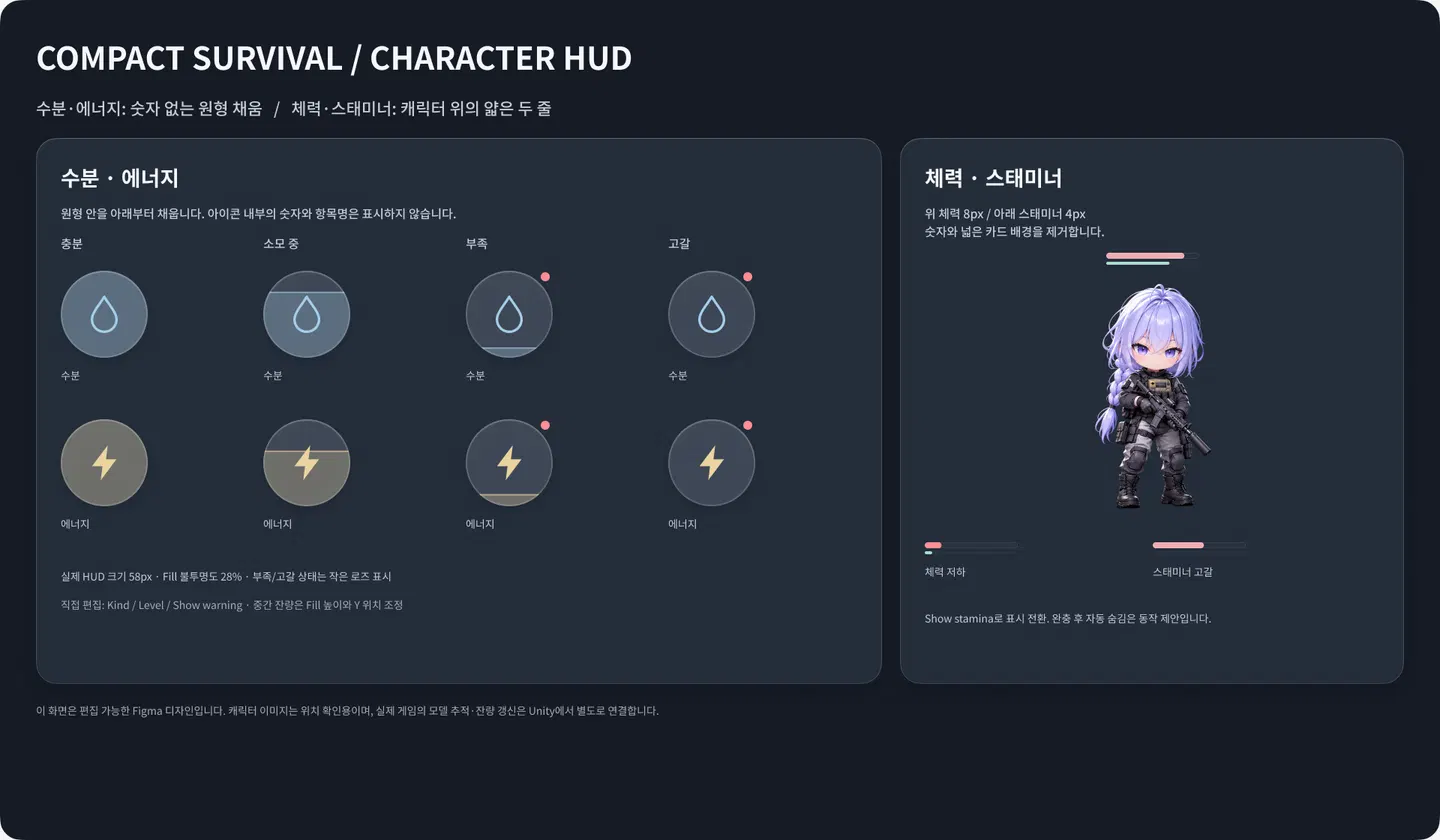 COMPACT SURVIVAL / CHARACTER HUD
수분·에너지: 숫자 없는 원형 채움 / 체력·스태미너: 캐릭터 위의 얇은 두 줄
수분 · 에너지
원형 안을 아래부터 채웁니다. 아이콘 내부의 숫자와 항목명은 표시하지 않습니다.
충분
소모 중
부족
고갈
수분
수분
수분
수분
에너지
에너지
에너지
에너지
실제 HUD 크기 58px · Fill 불투명도 28% · 부족/고갈 상태는 작은 로즈 표시
직접 편집: Kind / Level / Show warning · 중간 잔량은 Fill 높이와 Y 위치 조정
체력 · 스태미너
위 체력 8px / 아래 스태미너 4px
숫자와 넓은 카드 배경을 제거합니다.
체력 저하
스태미너 고갈
Show stamina로 표시 전환. 완충 후 자동 숨김은 동작 제안입니다.
이 화면은 편집 가능한 Figma 디자인입니다. 캐릭터 이미지는 위치 확인용이며, 실제 게임의 모델 추적·잔량 갱신은 Unity에서 별도로 연결합니다.